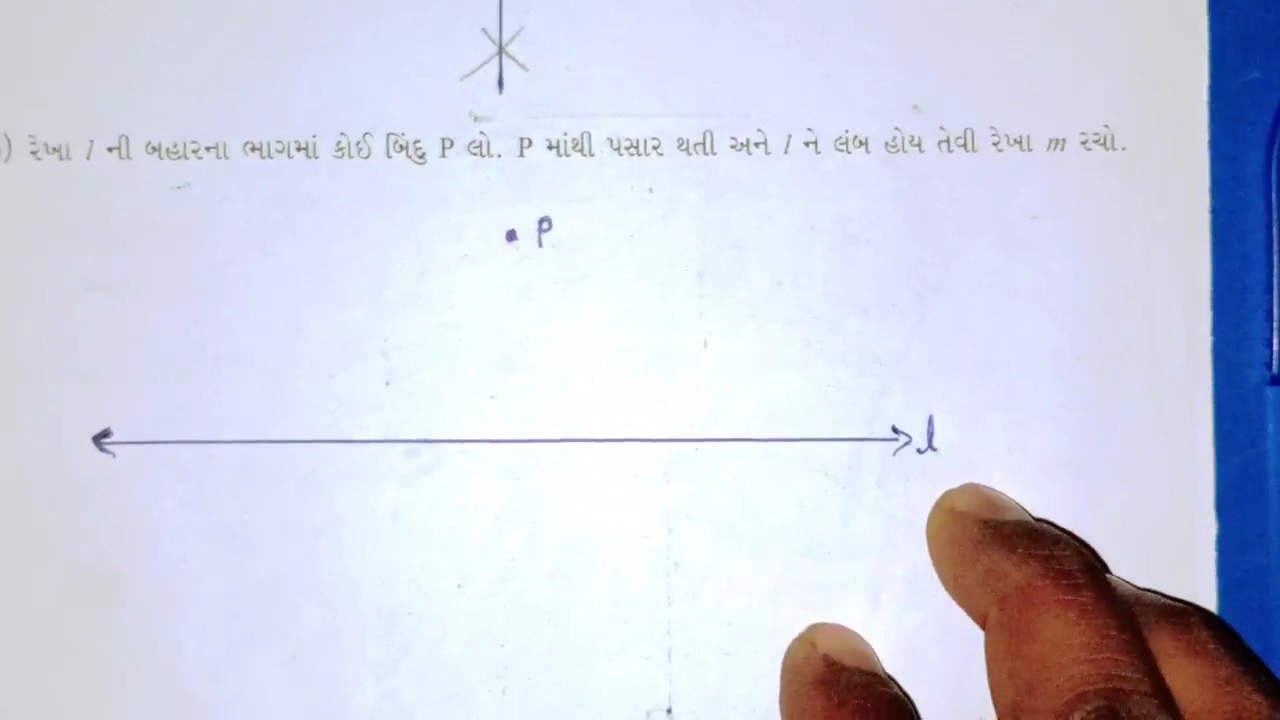 ) રેખા l ની બહારના ભાગમાં કોઈ બિંદુ P લો. P માંથી પસાર થતી અને l ને લંબ હોય તેવી રેખા m રચો.
P
l